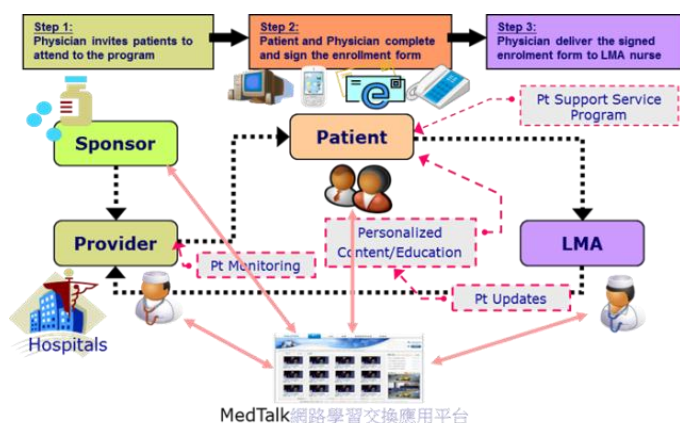 Step 1:
Physician invites patients to
attend to the program
Step 2:
Patient and Physician complete
and sign the enrollment form
Step 3:
Physician deliver the signed
enrolment form to LMA nurse
Pt Support Service
Program
Sponsor
Patient
Provider
Personalized
Content/Education
LMA
Pt Monitoring
Pt Updates
Hospitals
MedTalk網路學習交換應用平台